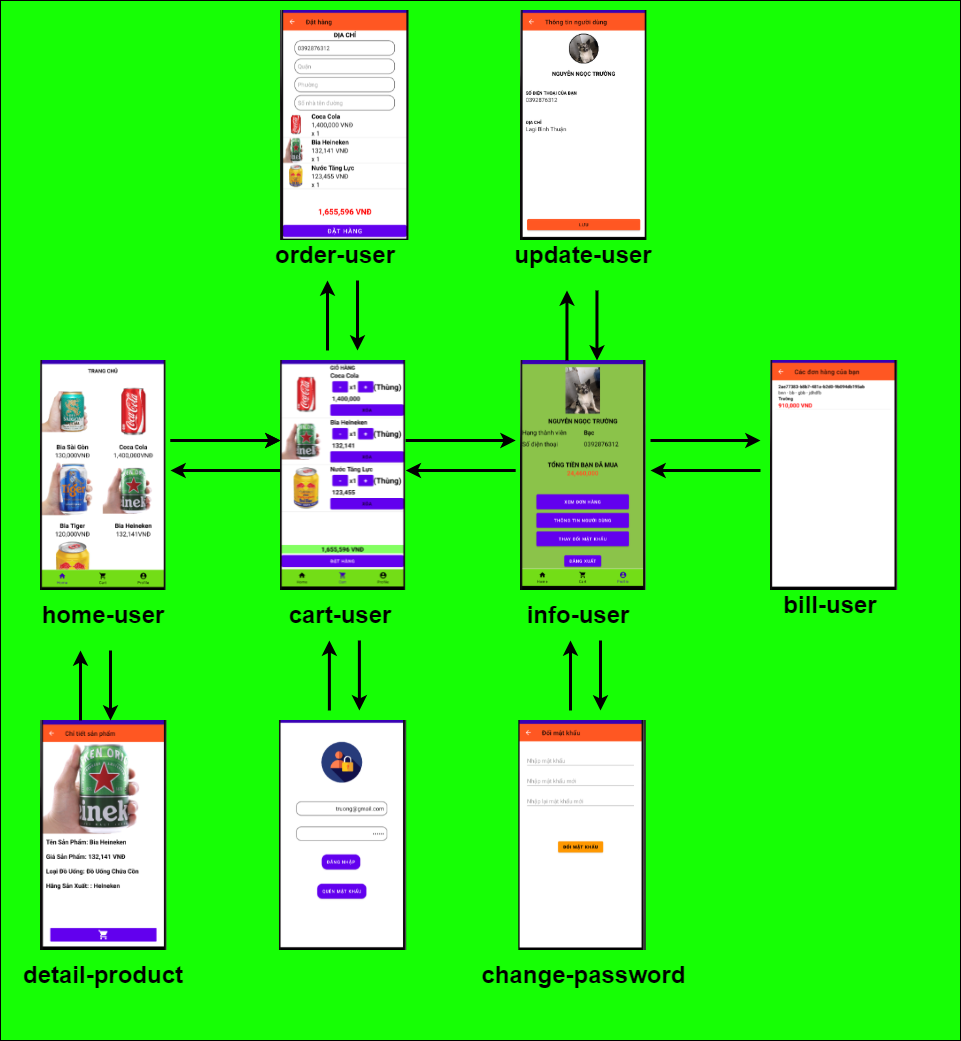 Đặt hàng
ĐỊA CHỈ
0392876312
Quận
Phường
Số nhà tên đường
Coca Cola
1,400,000 VNĐ
x 1
Bia Heineken
132,141 VNĐ
x 1
Nước Tăng Lực
123,455 VNĐ
x 1
1,655,596 VNĐ
ĐẶT HÀNG
order-user
Thông tin người dùng
NGUYỄN NGỌC TRƯỜNG
SỐ ĐIỆN THOẠI CỦA BẠN
0392876312
ĐỊA CHỈ
Lagi Bình Thuận
LƯU
update-user
TRANG CHỦ
Bia Sài Gòn
130,000VNĐ
Coca Cola
1,400,000VNĐ
Bia Tiger
120,000VNĐ
Bia Heineken
132,141VNĐ
Home
Cart
Profile
home-user
GIỎ HÀNG
Coca Cola
- x1 + (Thùng)
1,400,000
Bia Heineken
- x1 + (Thùng)
132,141
Nước Tăng Lực
- x1 + (Thùng)
123,455
1,655,596 VNĐ
ĐẶT HÀNG
Home
Cart
Profile
cart-user
NGUYỄN NGỌC TRƯỜNG
Hạng thành viên Bạc
Số điện thoại 0392876312
TỔNG TIỀN BẠN ĐÃ MUA
XEM ĐƠN HÀNG
THÔNG TIN NGƯỜI DÙNG
THAY ĐỔI MẬT KHẨU
ĐĂNG XUẤT
Home
Cart
Profile
info-user
Các đơn hàng của bạn
Trường
910,000 VNĐ
bill-user
Chi tiết sản phẩm
Tên Sản Phẩm: Bia Heineken
Giá Sản Phẩm: 132,141 VNĐ
Loại Đồ Uống: Đồ Uống Chứa Cồn
Hãng Sản Xuất: : Heineken
detail-product
truong@gmail.com
ĐĂNG NHẬP
QUÊN MẬT KHẨU
Đổi mật khẩu
Nhập mật khẩu
Nhập mật khẩu mới
Nhập lại mật khẩu mới
ĐỔI MẬT KHẨU
change-password